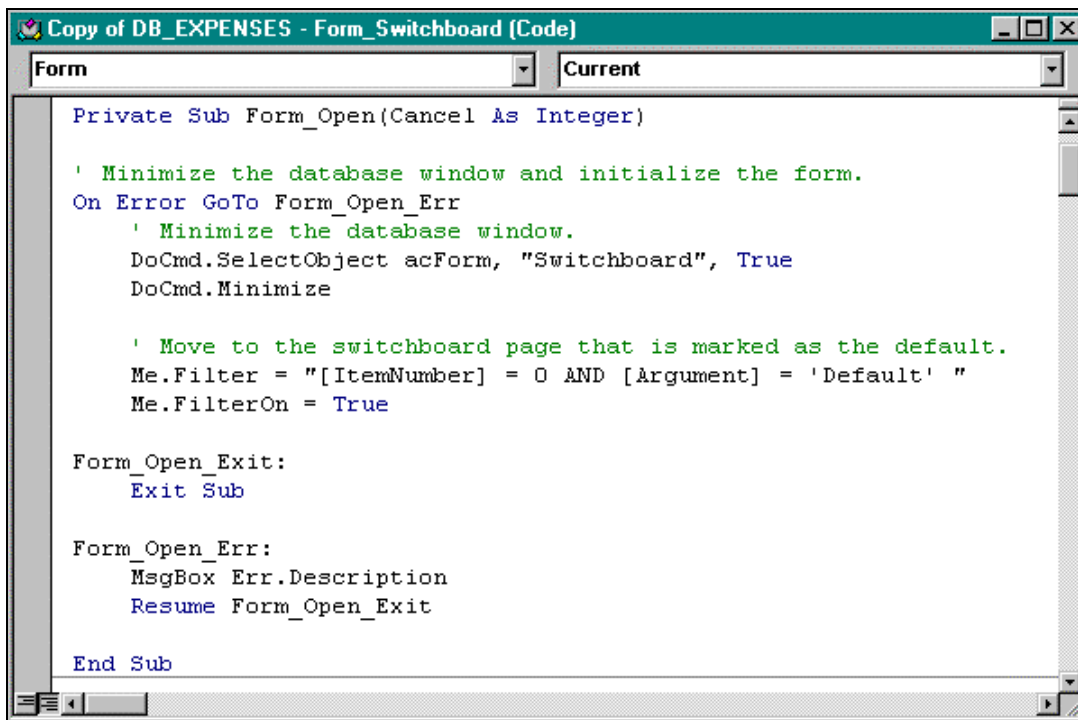 Copy of DB_EXPENSES - Form_Switchboard (Code)
Form Current
Private Sub Form_Open(Cancel As Integer)
' Minimize the database window and initialize the form.
On Error GoTo Form_Open_Err
' Minimize the database window.
DoCmd.SelectObject acForm, "Switchboard", True
DoCmd.Minimize
' Move to the switchboard page that is marked as the default.
Me.Filter = "[ItemNumber] = 0 AND [Argument] = 'Default' "
Me.FilterOn = True
Form_Open_Exit:
Exit Sub
Form_Open_Err:
MsgBox Err.Description
Resume Form_Open_Exit
End Sub